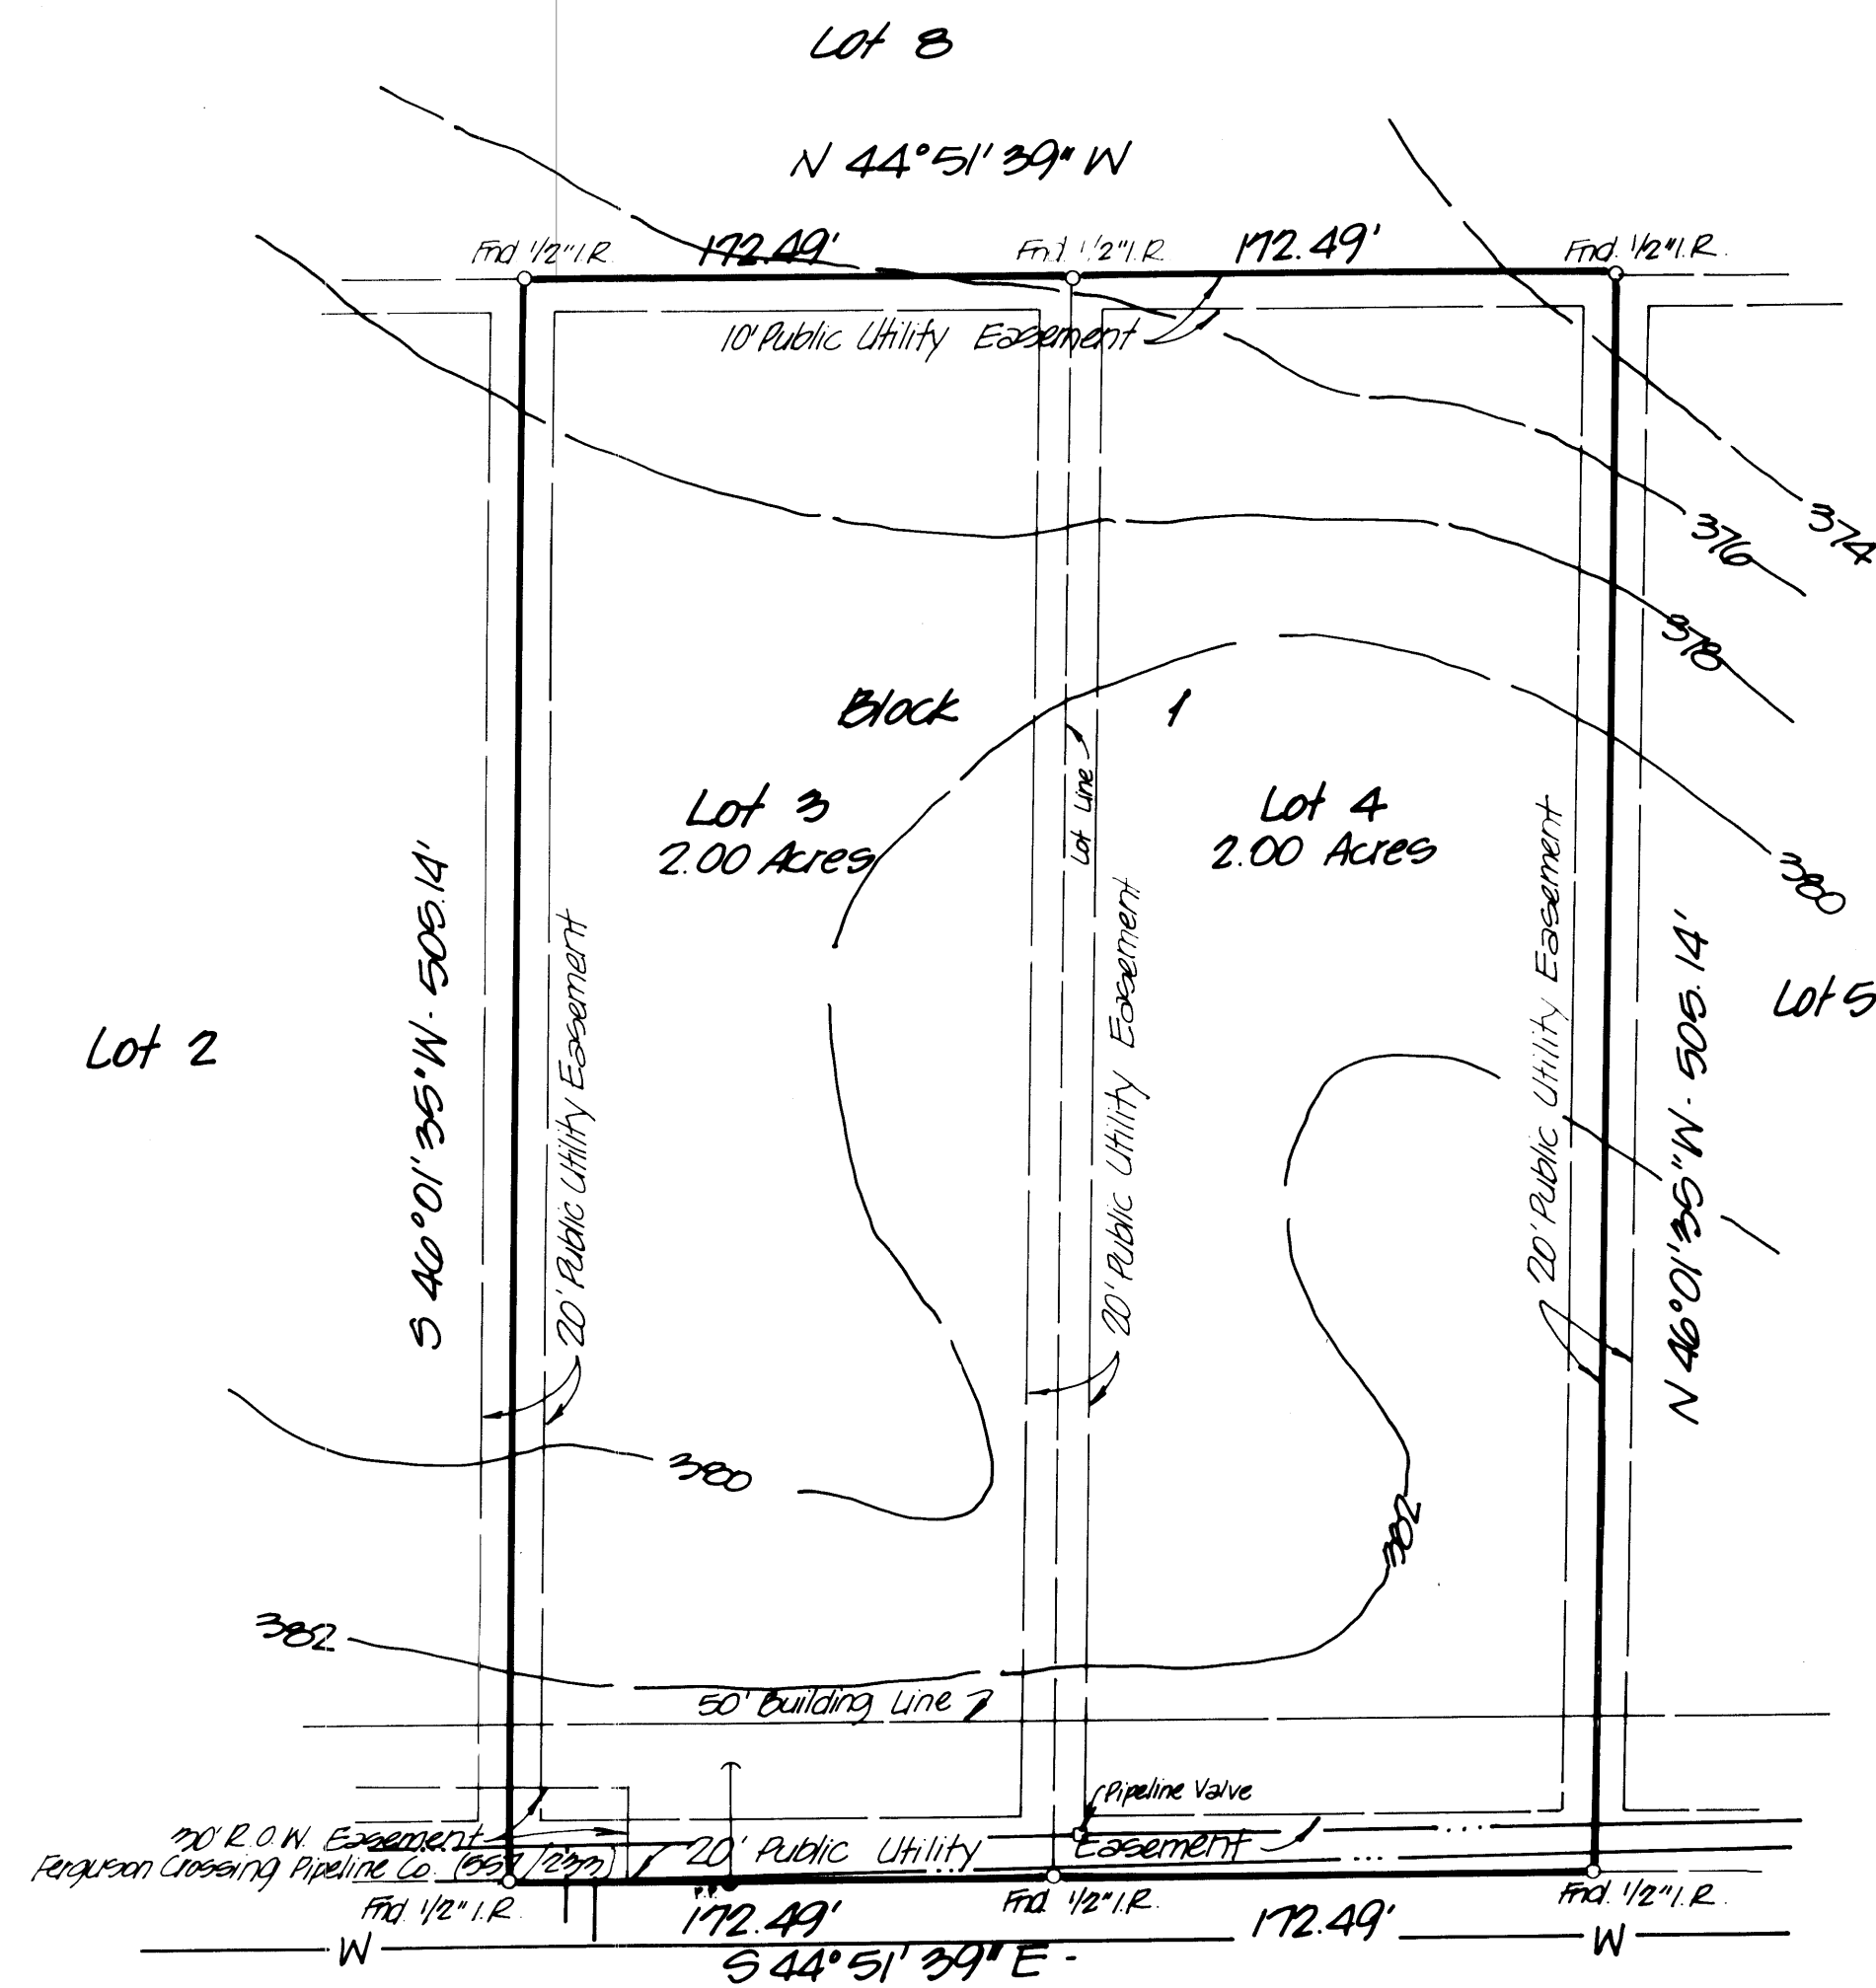 Lot 8
N 44°51'39" W
Fnd 1/2" I.R.
172.49'
Fnd. 1/2" I.R.
172.49'
Fnd. 1/2" I.R.
10' Public Utility Easement
374
376
378
Block 1
Lot 3
2.00 Acres
Lot Line
Lot 4
2.00 Acres
380
Lot 2
S 46°01'35" W - 505.14'
20' Public Utility Easement
20' Public Utility Easement
20' Public Utility Easement
N 46°01'35" W - 505.14'
Lot 5
380
382
382
50' Building Line
Pipeline Valve
30' R.O.W. Easement
Ferguson Crossing Pipeline Co. (557/233)
20' Public Utility Easement
Fnd 1/2" I.R.
P.P.
172.49'
Fnd. 1/2" I.R.
172.49'
Fnd. 1/2" I.R.
W
W
S 44°51'39" E -